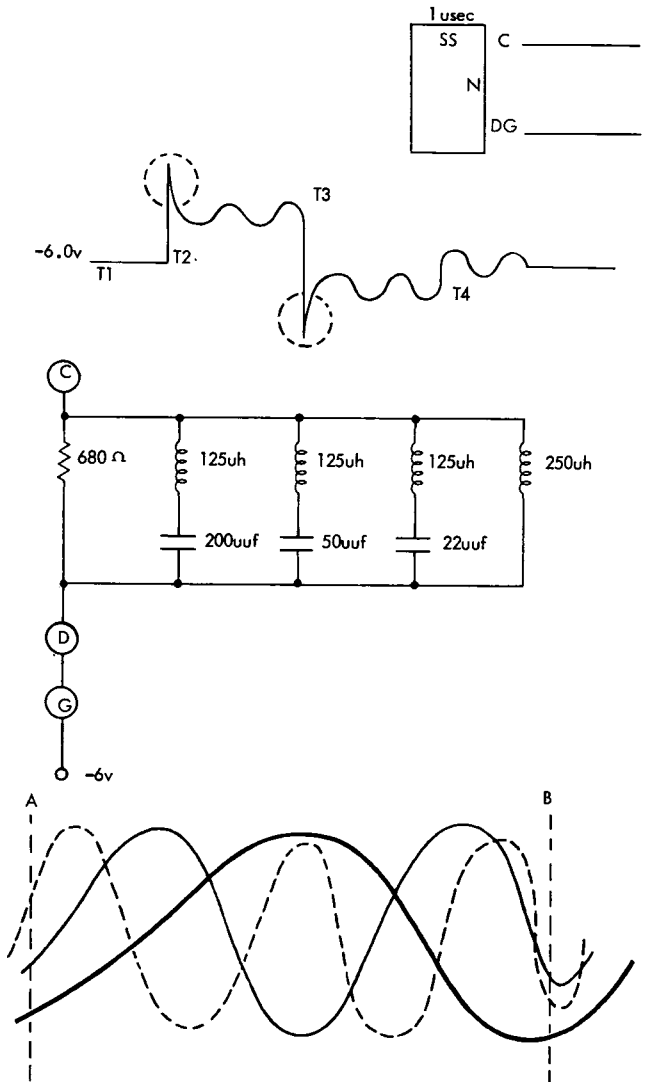 1 usec
SS C
N
DG
T3
-6.0v
T1 T2.
T4
C
680 Ω 125uh 125uh 125uh 250uh
200uuf 50uuf 22uuf
D
G
-6v
A B